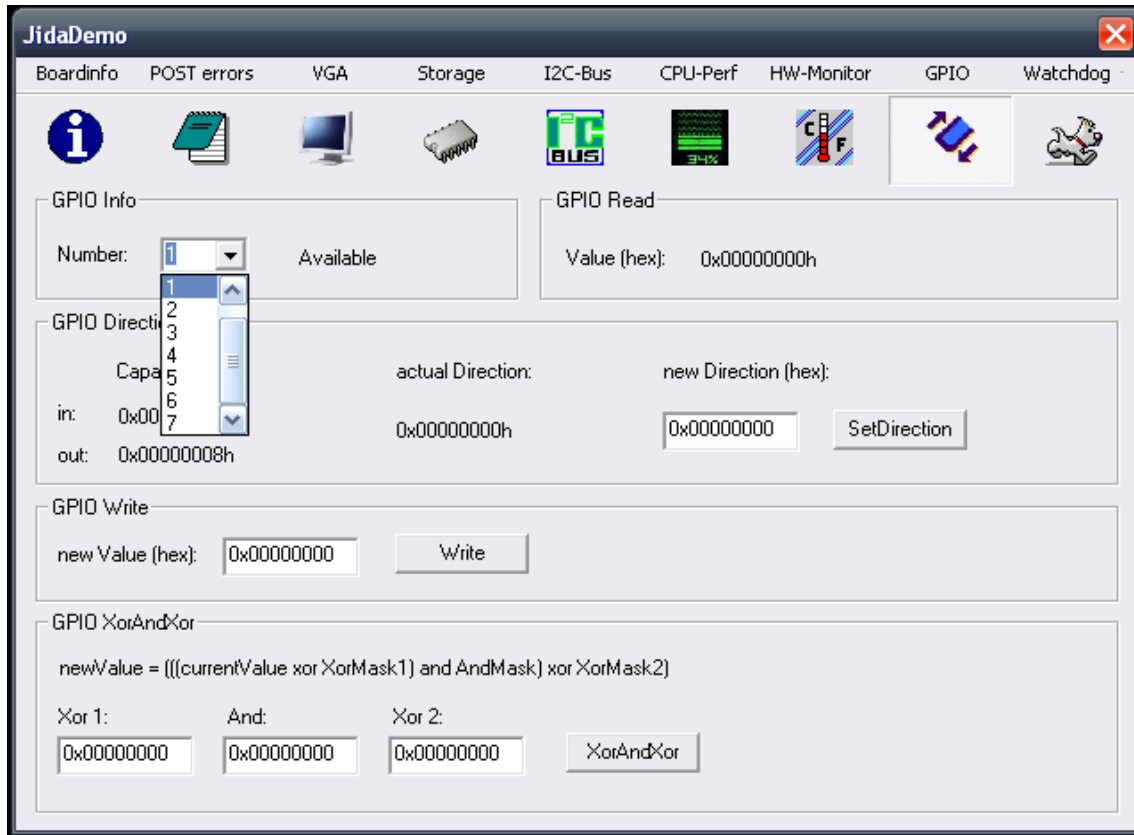 JidaDemo
Boardinfo POST errors VGA Storage I2C-Bus CPU-Perf HW-Monitor GPIO Watchdog
i I²C BUS 34% C F
GPIO Info GPIO Read
Number: 1 Available Value (hex): 0x00000000h
1
2
3
4
5
6
7
GPIO Directi
Capa actual Direction: new Direction (hex):
in: 0x00 0x00000000h 0x00000000 SetDirection
out: 0x00000008h
GPIO Write
new Value (hex): 0x00000000 Write
GPIO XorAndXor
newValue = (((currentValue xor XorMask1) and AndMask) xor XorMask2)
Xor 1: And: Xor 2:
0x00000000 0x00000000 0x00000000 XorAndXor